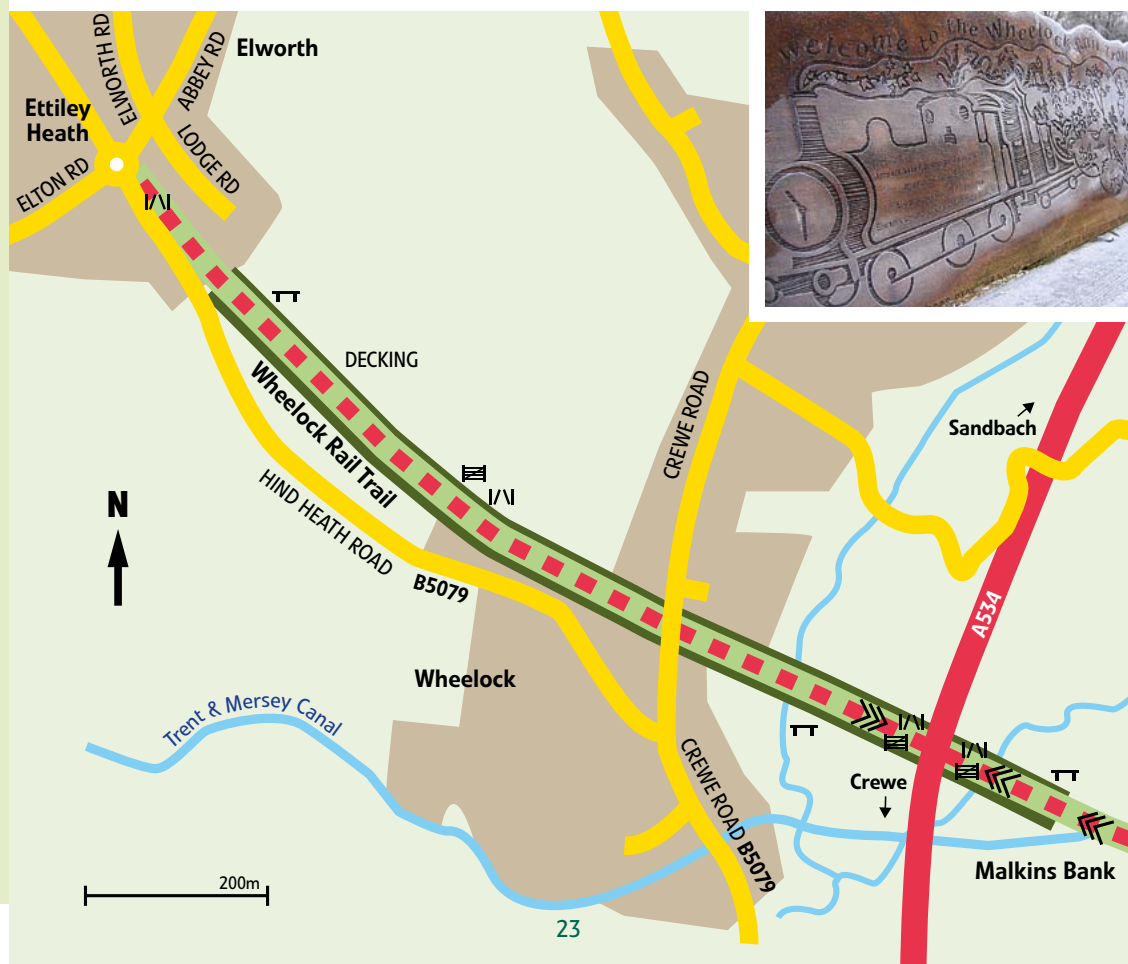 Elworth
ELWORTH RD
ABBEY RD
Ettiley
Heath
LODGE RD
ELTON RD
Welcome to the Wheelock
DECKING
Wheelock Rail Trail
CREWE ROAD
Sandbach
N
HIND HEATH ROAD
B5079
A534
Wheelock
Trent & Mersey Canal
CREWE ROAD B5079
Crewe
Malkins Bank
200m
23